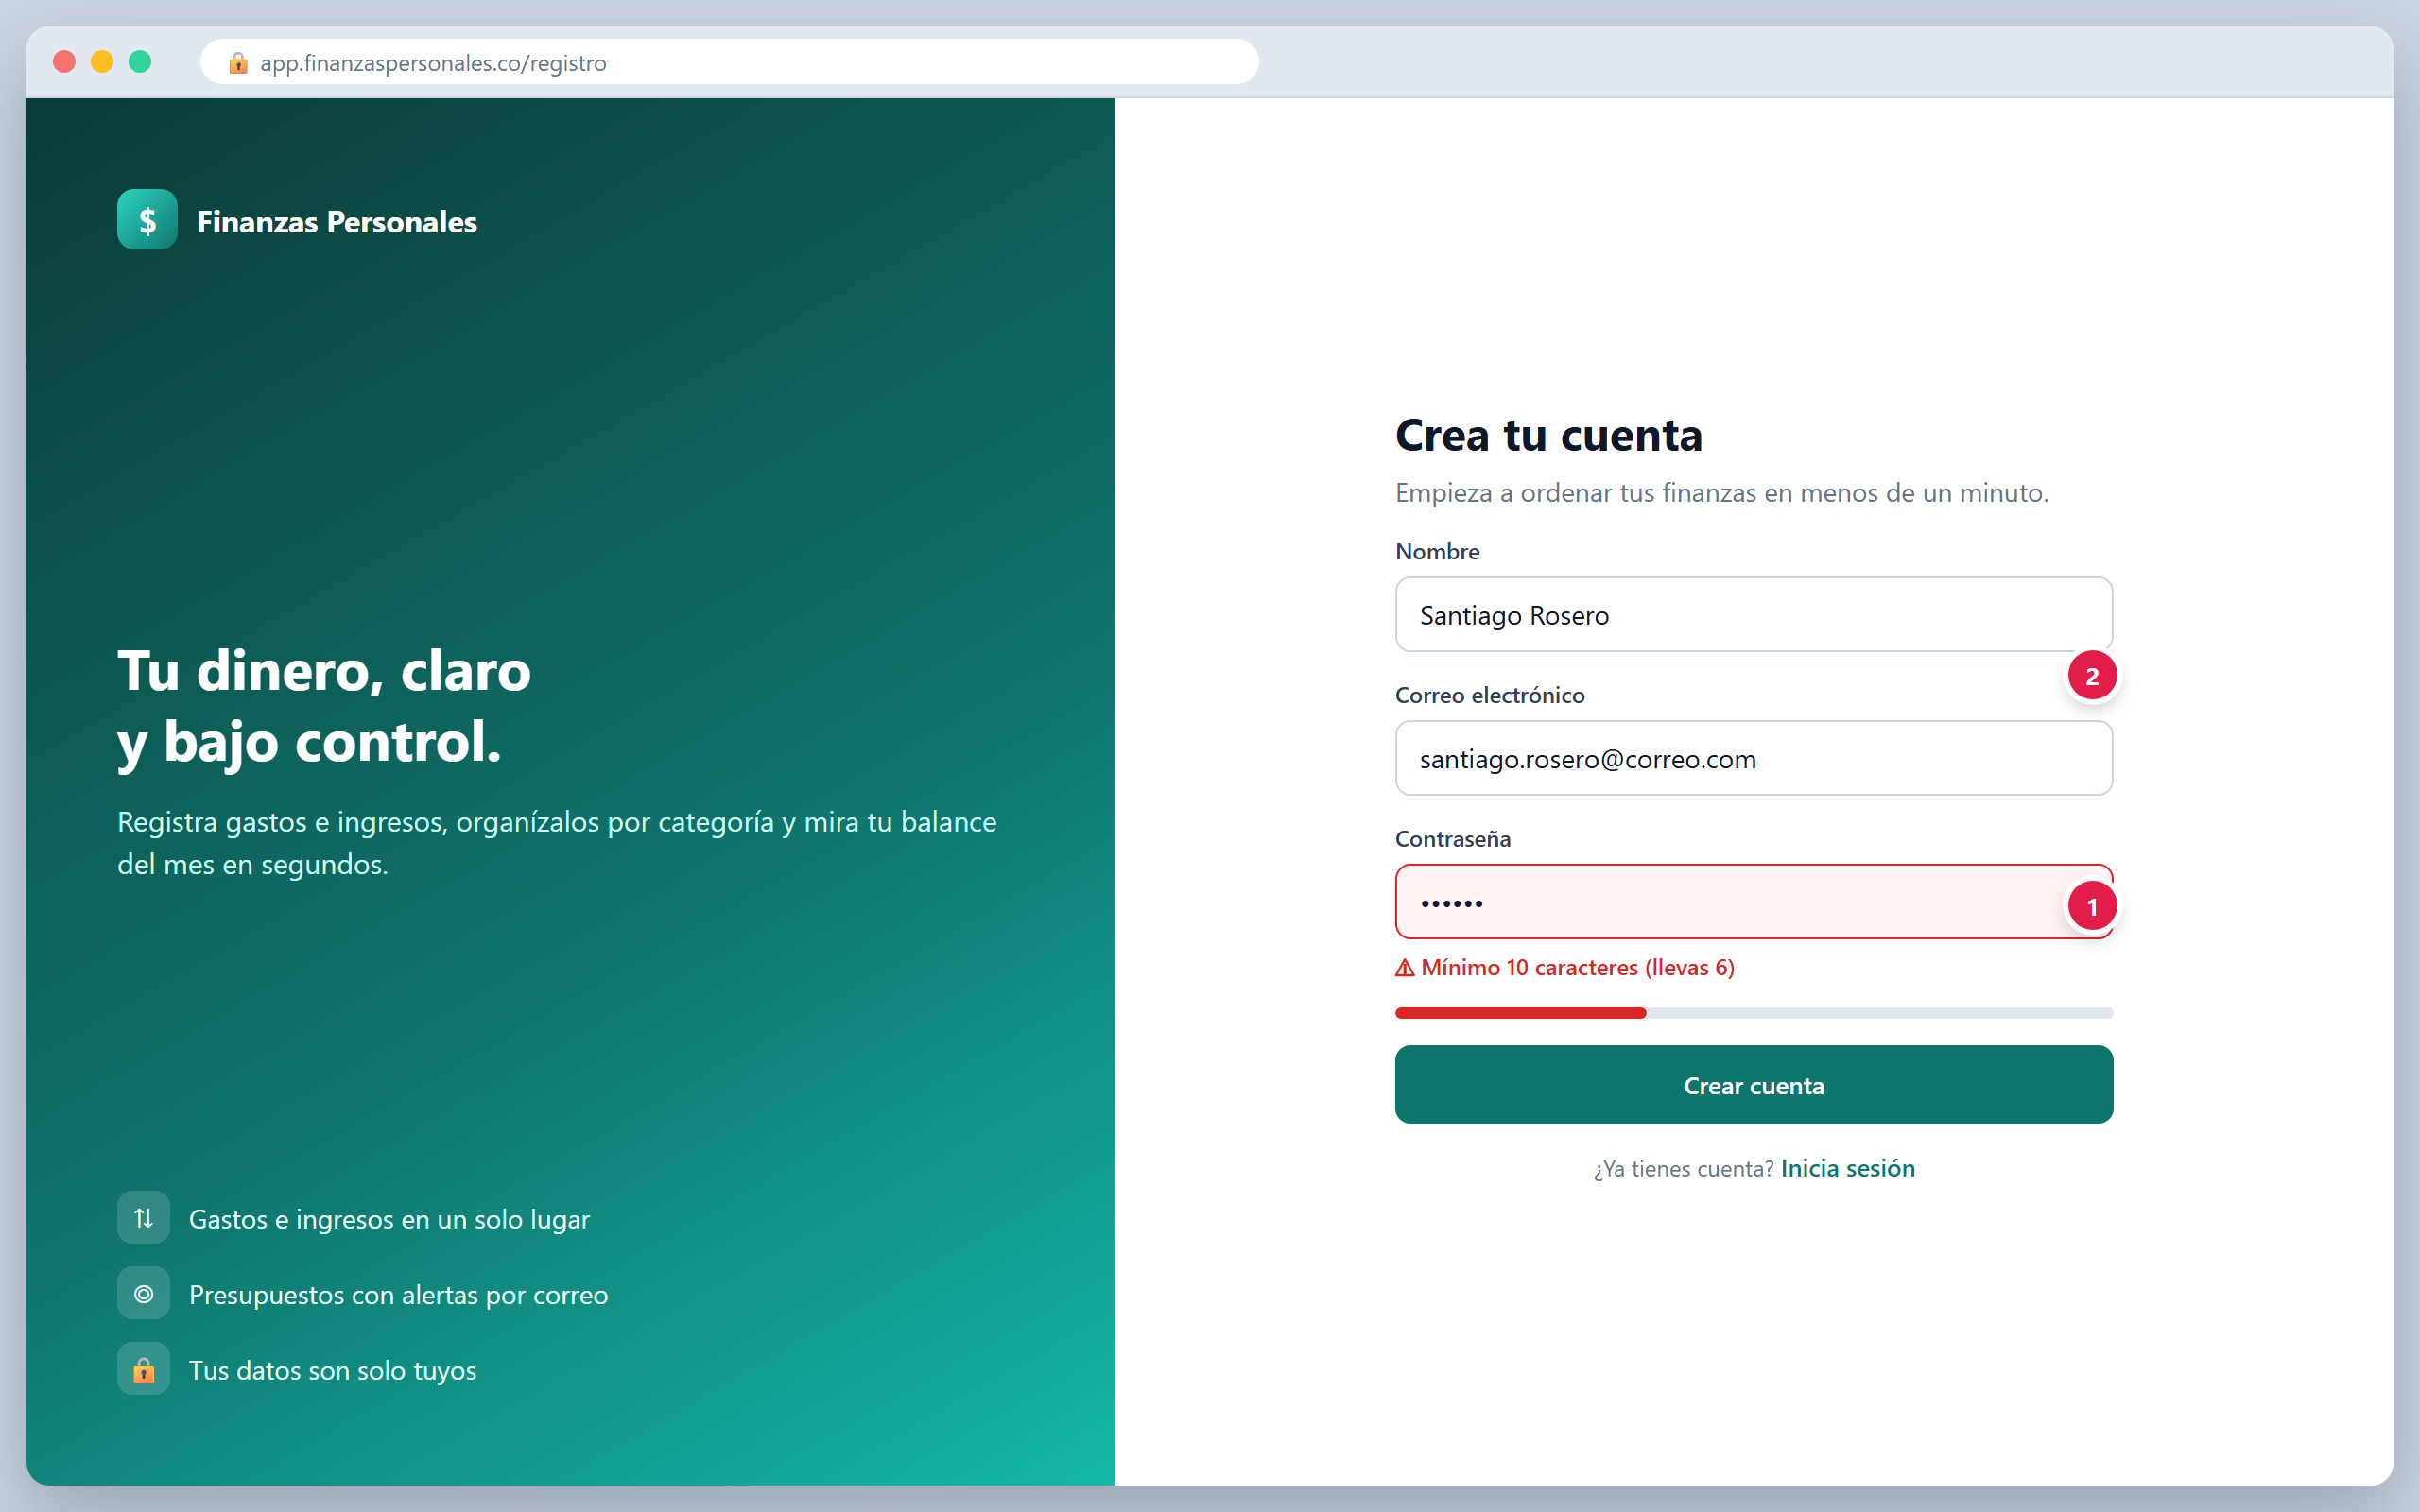 app.finanzaspersonales.co/registro
$ Finanzas Personales
Tu dinero, claro
y bajo control.
Registra gastos e ingresos, organízalos por categoría y mira tu balance
del mes en segundos.
Gastos e ingresos en un solo lugar
Presupuestos con alertas por correo
Tus datos son solo tuyos
Crea tu cuenta
Empieza a ordenar tus finanzas en menos de un minuto.
Nombre
Santiago Rosero
2
Correo electrónico
santiago.rosero@correo.com
Contraseña
••••••
1
⚠ Mínimo 10 caracteres (llevas 6)
Crear cuenta
¿Ya tienes cuenta? Inicia sesión